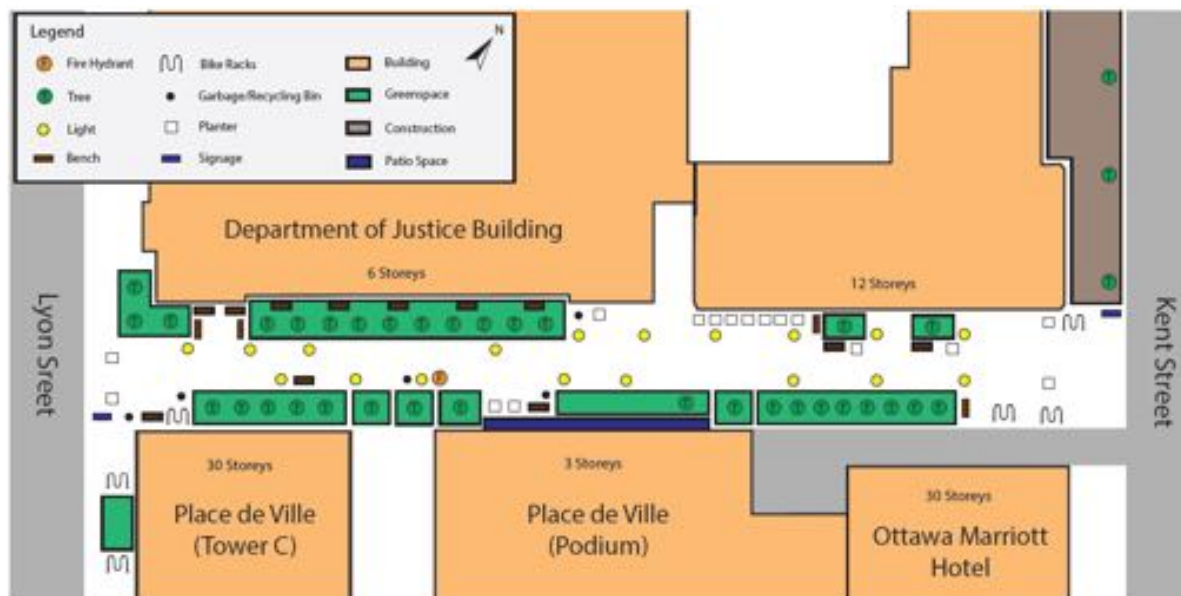 Legend
N
Fire Hydrant
Bike Racks
Building
Tree
Garbage/Recycling Bin
Greenspace
Light
Planter
Construction
Bench
Signage
Patio Space
Department of Justice Building
6 Storeys
12 Storeys
Lyon Sreet
Kent Street
30 Storeys
3 Storeys
30 Storeys
Place de Ville
(Tower C)
Place de Ville
(Podium)
Ottawa Marriott
Hotel